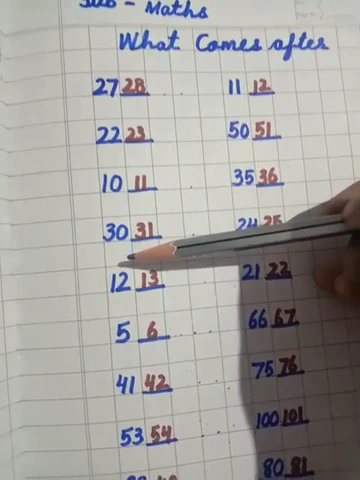 Sub - Maths
What Comes after
27 28 11 12
22 23 50 51
10 11 35 36
30 31 24 25
12 13 21 22
5 6 66 67
41 42 75 76
53 54 100 101
80 81